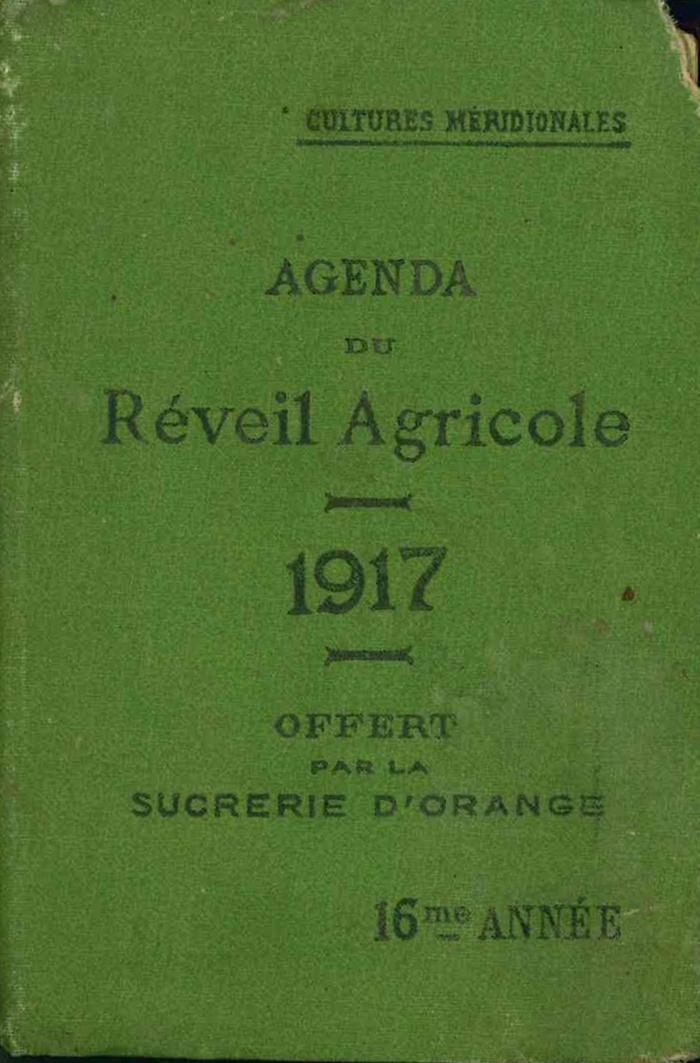 CULTURES MÉRIDIONALES
AGENDA
DU
Réveil Agricole
1917
OFFERT
PAR LA
SUCRERIE D'ORANGE
16me ANNÉE